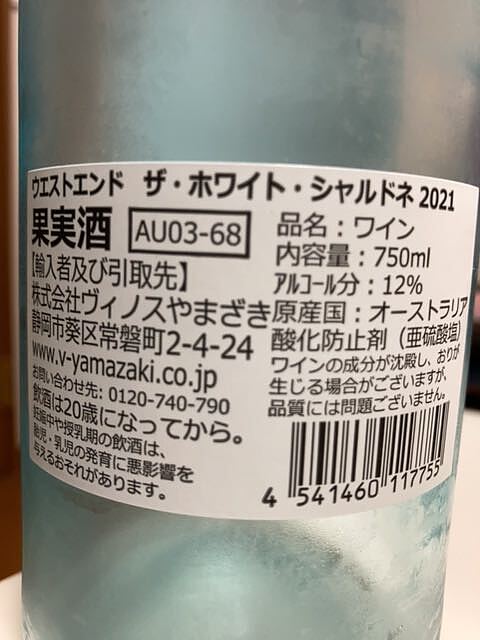 ウエストエンド ザ・ホワイト・シャルドネ 2021
果実酒 AU03-68
【輸入者及び引取先】
株式会社ヴィノスやまざき
静岡市葵区常磐町2-4-24
www.v-yamazaki.co.jp
お問い合わせ先: 0120-740-790
飲酒は20歳になってから。
妊娠中や授乳期の飲酒は、
胎児・乳児の発育に悪影響を
与えるおそれがあります。
品名：ワイン
内容量：750ml
アルコール分：12%
原産国：オーストラリア
酸化防止剤（亜硫酸塩）
ワインの成分が沈殿し、おりが
生じる場合がございますが、
品質には問題ございません。
4 541460 117755